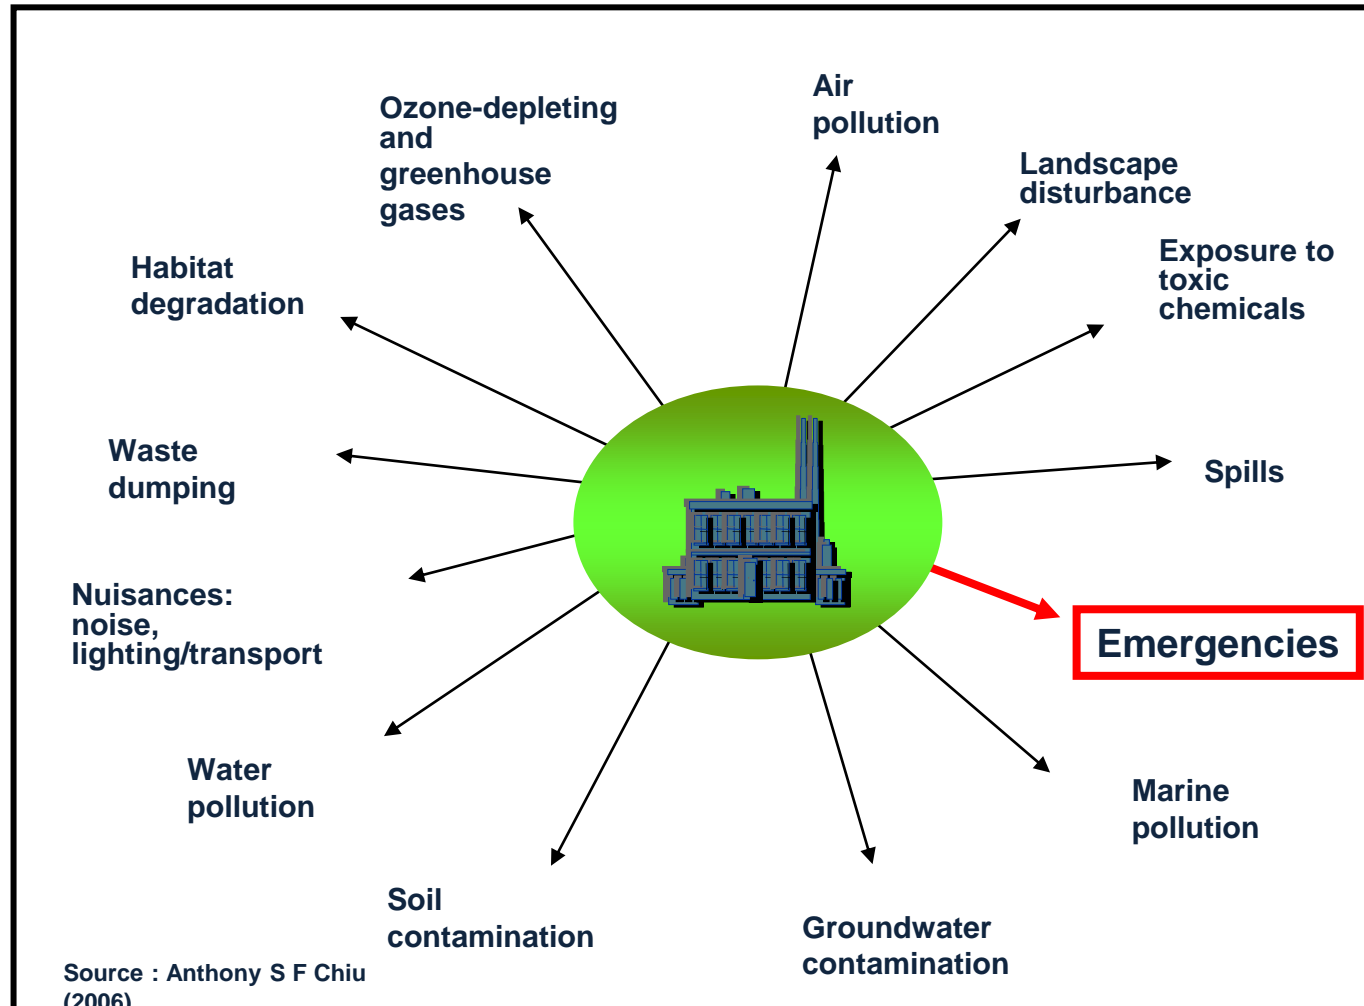 Air
pollution
Ozone-depleting
and
greenhouse
gases
Landscape
disturbance
Exposure to
toxic
chemicals
Habitat
degradation
Waste
dumping
Spills
Nuisances:
noise,
lighting/transport
Emergencies
Water
pollution
Marine
pollution
Soil
contamination
Groundwater
contamination
Source : Anthony S F Chiu
(2006)